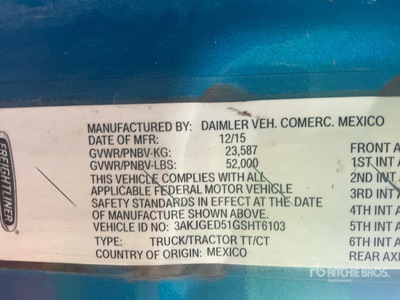 FREIGHTLINER
MANUFACTURED BY: DAIMLER VEH. COMERC. MEXICO
DATE OF MFR: 12/15
GVWR/PNBV-KG: 23,587
GVWR/PNBV-LBS: 52,000
THIS VEHICLE COMPLIES WITH ALL
APPLICABLE FEDERAL MOTOR VEHICLE
SAFETY STANDARDS IN EFFECT AT THE DATE
OF MANUFACTURE SHOWN ABOVE.
VEHICLE ID NO: 3AKJGED51GSHT6103
TYPE: TRUCK/TRACTOR TT/CT
COUNTRY OF ORIGIN: MEXICO
FRONT A
1ST INT A
2ND INT A
3RD INT A
4TH INT A
5TH INT A
6TH INT A
REAR AXL
RITCHIE BROS.